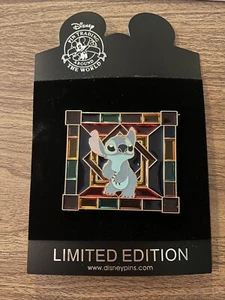 Disney
PIN TRADING
AROUND
THE WORLD
LIMITED EDITION
www.disneypins.com